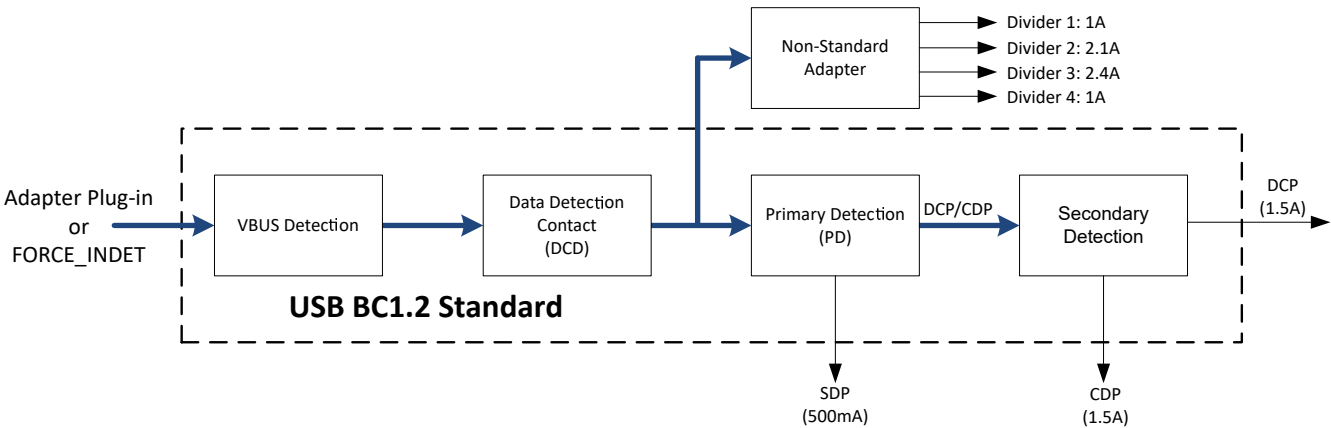 Non-Standard
Adapter
Divider 1: 1A
Divider 2: 2.1A
Divider 3: 2.4A
Divider 4: 1A
Adapter Plug-in
or
FORCE_INDET
VBUS Detection
Data Detection
Contact
(DCD)
Primary Detection
(PD)
DCP/CDP
Secondary
Detection
DCP
(1.5A)
USB BC1.2 Standard
SDP
(500mA)
CDP
(1.5A)